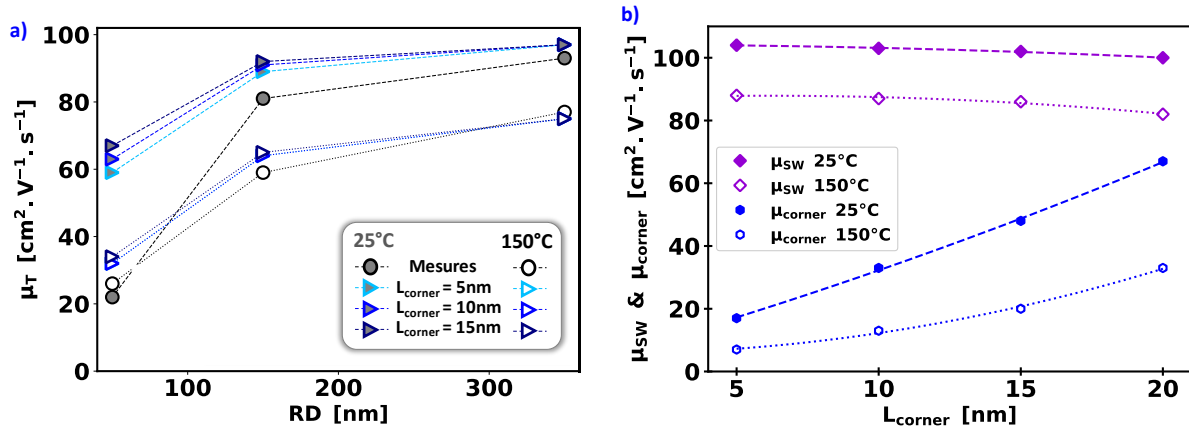 a)
100
80
60
40
20
0
μT [cm².V⁻¹.s⁻¹]
100
200
300
RD [nm]
25°C 150°C
Mesures
Lcorner = 5nm
Lcorner = 10nm
Lcorner = 15nm
b)
100
80
60
40
20
0
μSW & μcorner [cm².V⁻¹.s⁻¹]
μSW 25°C
μSW 150°C
μcorner 25°C
μcorner 150°C
5
10
15
20
Lcorner [nm]